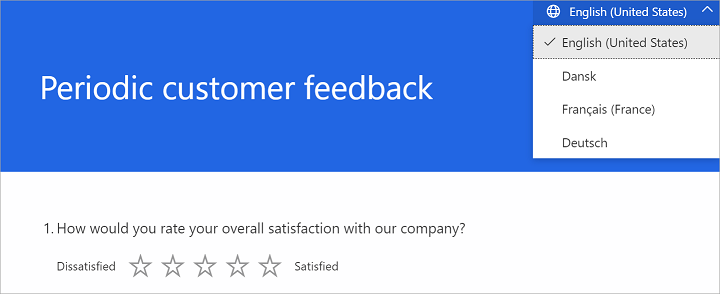 English (United States)
English (United States)
Dansk
Français (France)
Deutsch
Periodic customer feedback
1. How would you rate your overall satisfaction with our company?
Dissatisfied Satisfied